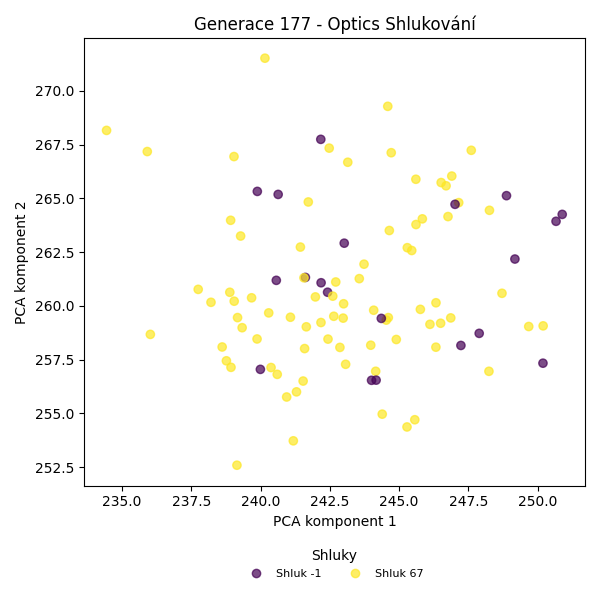 Generace 177 - Optics Shlukování
PCA komponent 2
270.0
267.5
265.0
262.5
260.0
257.5
255.0
252.5
235.0 237.5 240.0 242.5 245.0 247.5 250.0
PCA komponent 1
Shluky
Shluk -1 Shluk 67